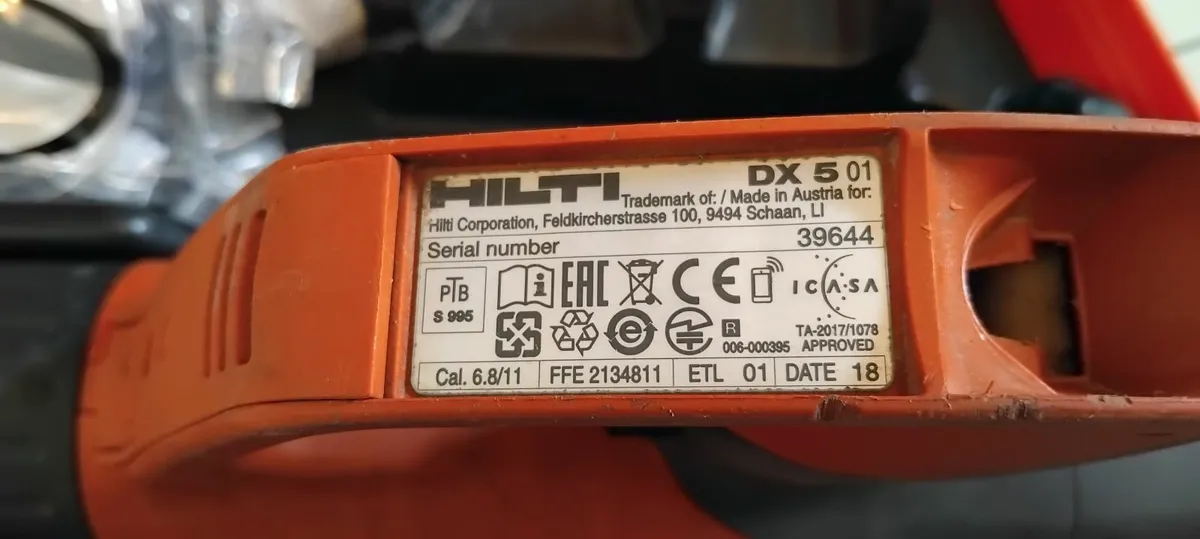 HILTI
DX 5 01
Trademark of: / Made in Austria for:
Hilti Corporation, Feldkircherstrasse 100, 9494 Schaan, LI
Serial number 39644
PTB
S 995
i
EAC
CE
ICASA
TA-2017/1078
APPROVED
e
R
006-000395
Cal. 6.8/11 FFE 2134811 ETL 01 DATE 18